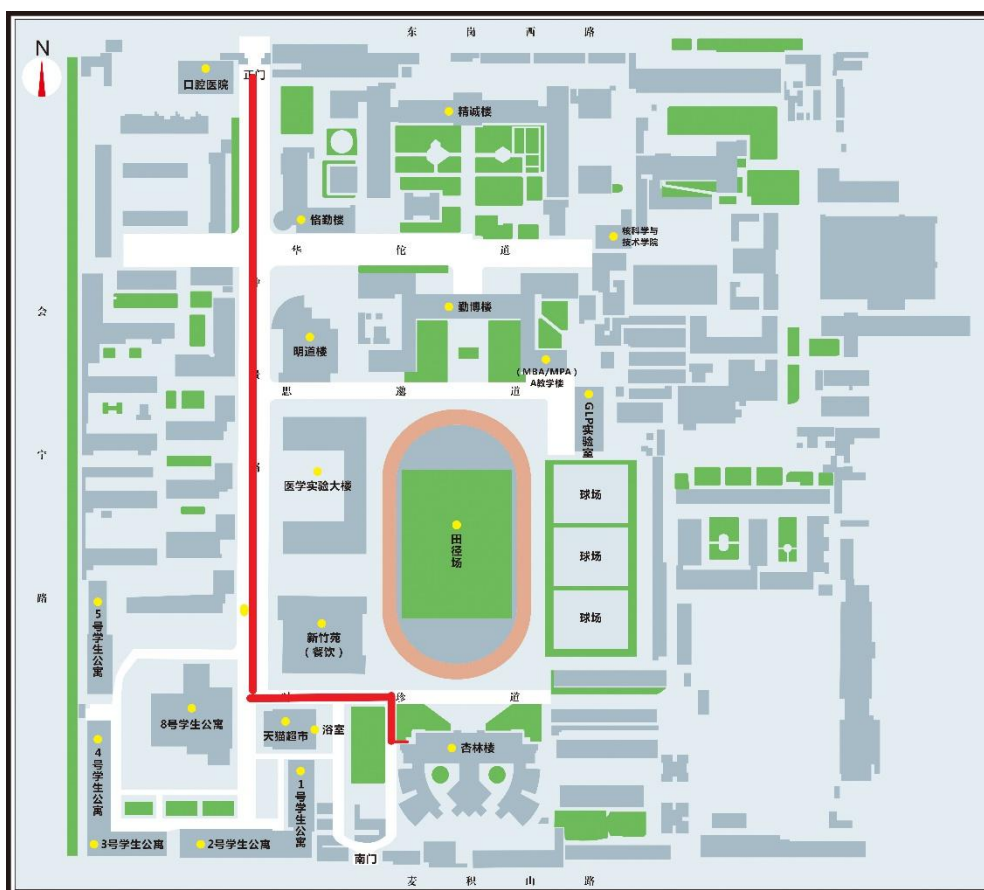 东岗西路
N
正门
口腔医院
精诚楼
恪勤楼
核科学与
技术学院
华佗道
会宁路
勤博楼
明道楼
（MBA/MPA）
A教学楼
思邈道
GLP实验室
医学实验大楼
球场
田径场
球场
5号学生公寓
新竹苑
（餐饮）
球场
珍道
8号学生公寓
天猫超市
浴室
杏林楼
4号学生公寓
1号学生公寓
3号学生公寓
2号学生公寓
南门
麦积山路